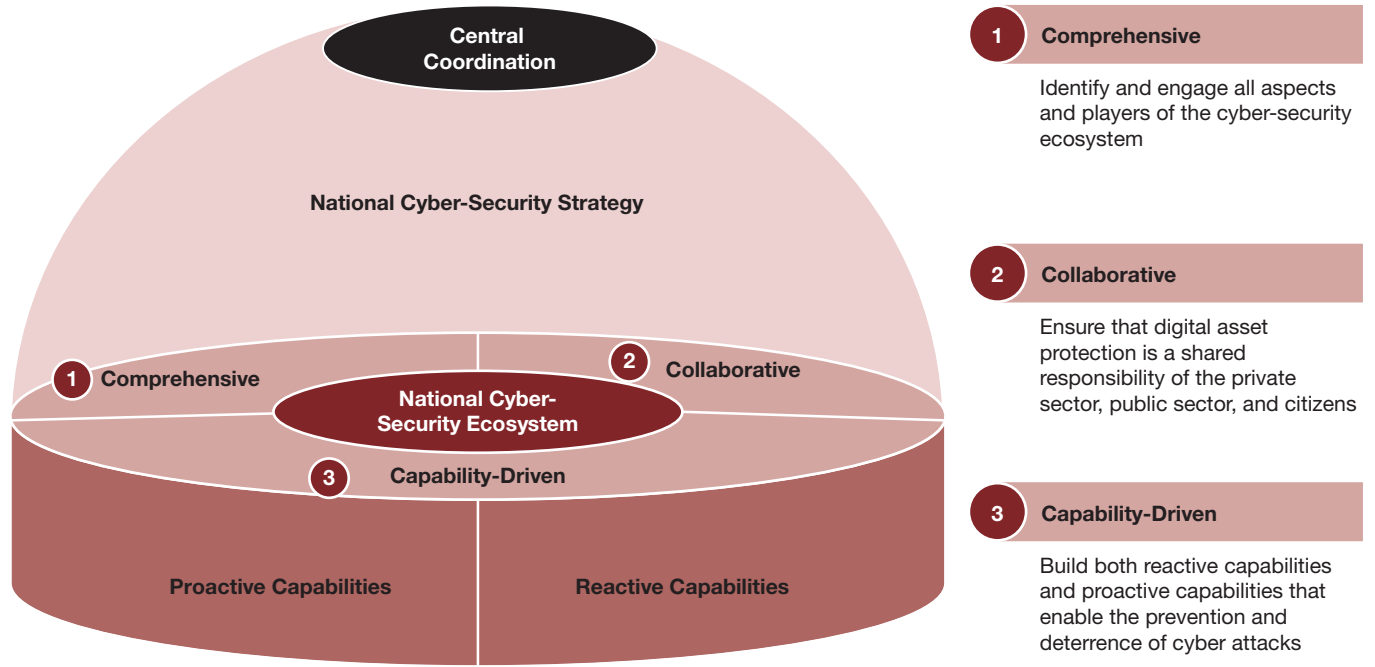 Central
Coordination
National Cyber-Security Strategy
1 Comprehensive
2 Collaborative
National Cyber-
Security Ecosystem
3 Capability-Driven
Proactive Capabilities
Reactive Capabilities
1 Comprehensive
Identify and engage all aspects
and players of the cyber-security
ecosystem
2 Collaborative
Ensure that digital asset
protection is a shared
responsibility of the private
sector, public sector, and citizens
3 Capability-Driven
Build both reactive capabilities
and proactive capabilities that
enable the prevention and
deterrence of cyber attacks